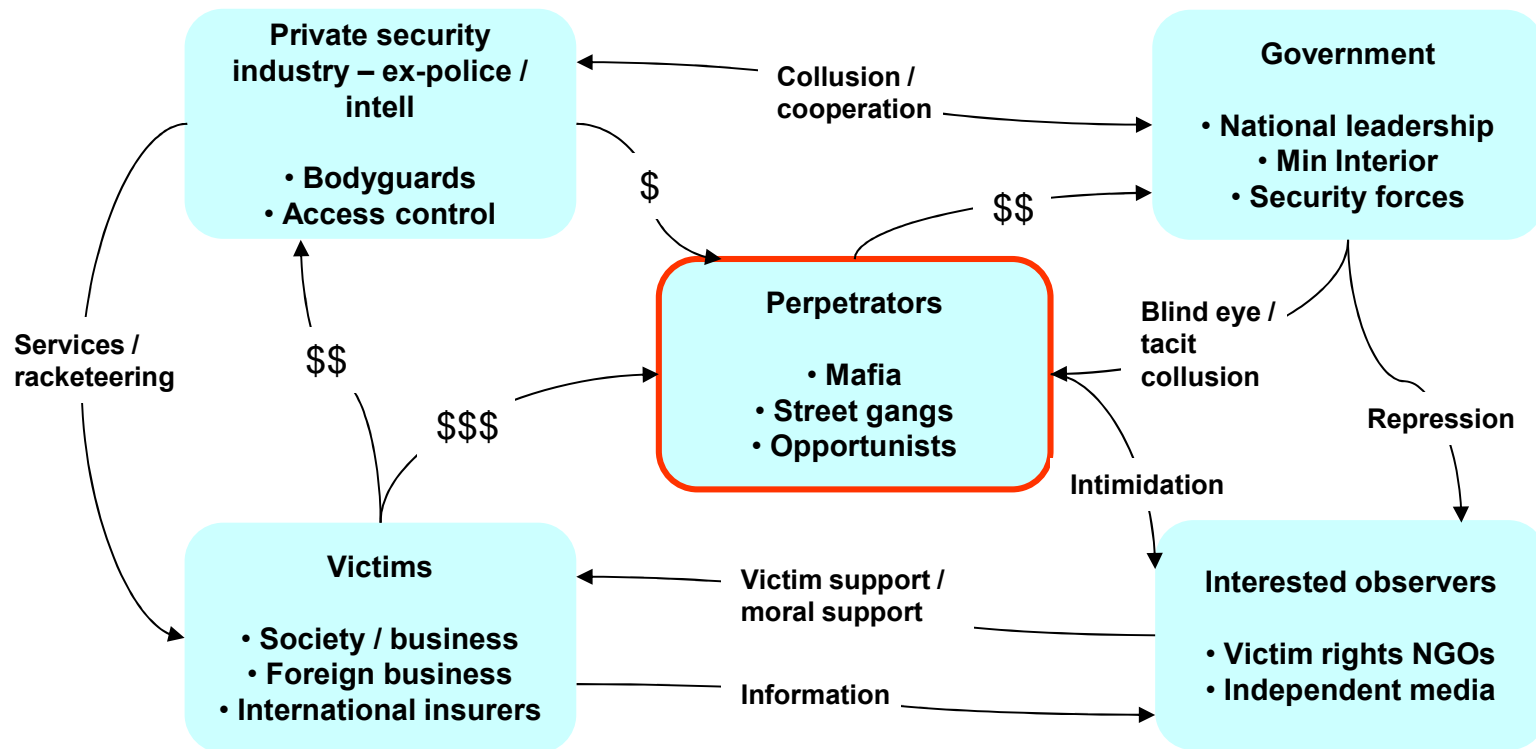 Private security
industry – ex-police /
intell
• Bodyguards
• Access control
Collusion /
cooperation
Government
• National leadership
• Min Interior
• Security forces
$
$$
Perpetrators
• Mafia
• Street gangs
• Opportunists
Blind eye /
tacit
collusion
Services /
racketeering
$$
$$$
Repression
Intimidation
Victims
• Society / business
• Foreign business
• International insurers
Victim support /
moral support
Information
Interested observers
• Victim rights NGOs
• Independent media